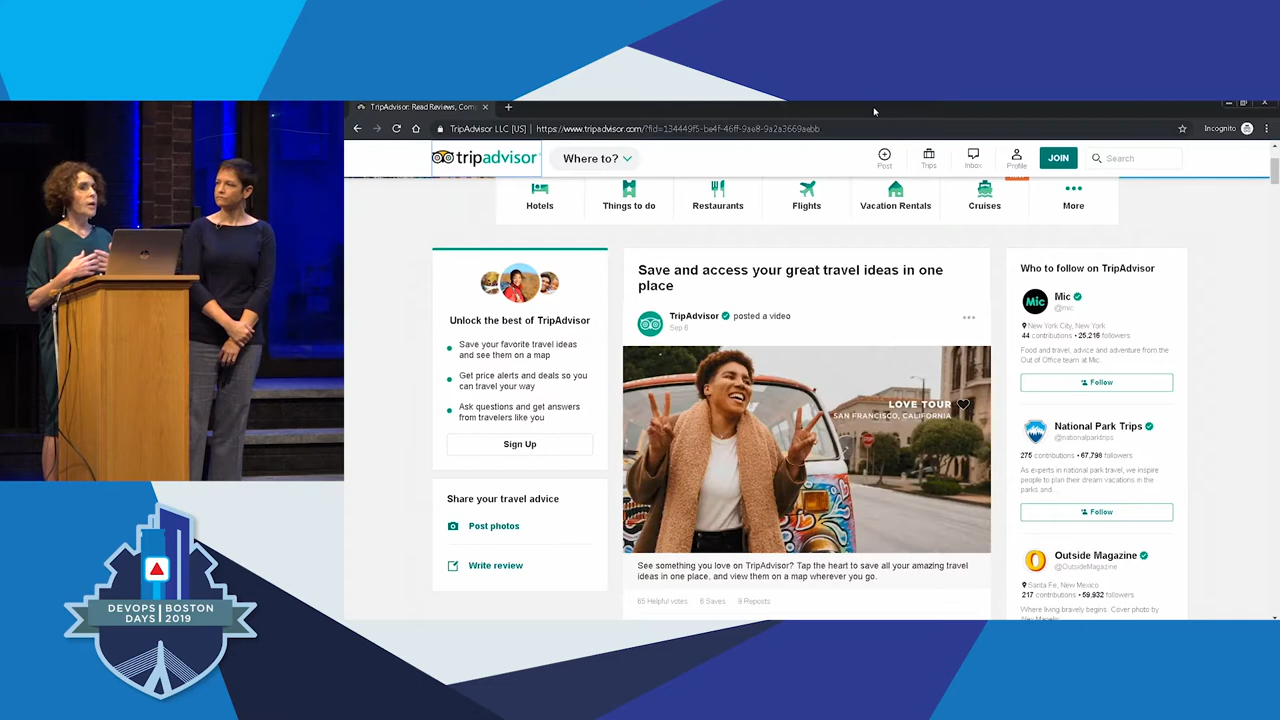 TripAdvisor: Read Reviews, Com
TripAdvisor LLC [US]
https://www.tripadvisor.com/?fid=134449f5-be4f-46ff-9ae8-9a2a3669aebb
Incognito
tripadvisor
Where to?
Post
Trips
Inbox
Profile
JOIN
Search
Hotels
Things to do
Restaurants
Flights
Vacation Rentals
Cruises
More
Unlock the best of TripAdvisor
Save your favorite travel ideas
and see them on a map
Get price alerts and deals so you
can travel your way
Ask questions and get answers
from travelers like you
Sign Up
Share your travel advice
Post photos
Write review
Save and access your great travel ideas in one
place
TripAdvisor posted a video
Sep 6
LOVE TOUR
SAN FRANCISCO, CALIFORNIA
See something you love on TripAdvisor? Tap the heart to save all your amazing travel
ideas in one place, and view them on a map wherever you go.
65 Helpful votes 6 Saves 9 Reposts
Who to follow on TripAdvisor
Mic
Mic
@mic
New York City, New York
44 contributions • 25,216 followers
Food and travel, advice and adventure from the
Out of Office team at Mic.
Follow
National Park Trips
@nationalparktrips
275 contributions • 67,798 followers
As experts in national park travel, we inspire
people to plan their dream vacations in the
parks and...
Follow
Outside Magazine
@OutsideMagazine
Santa Fe, New Mexico
217 contributions • 59,932 followers
Where living bravely begins. Cover photo by
DEVOPS BOSTON
DAYS 2019